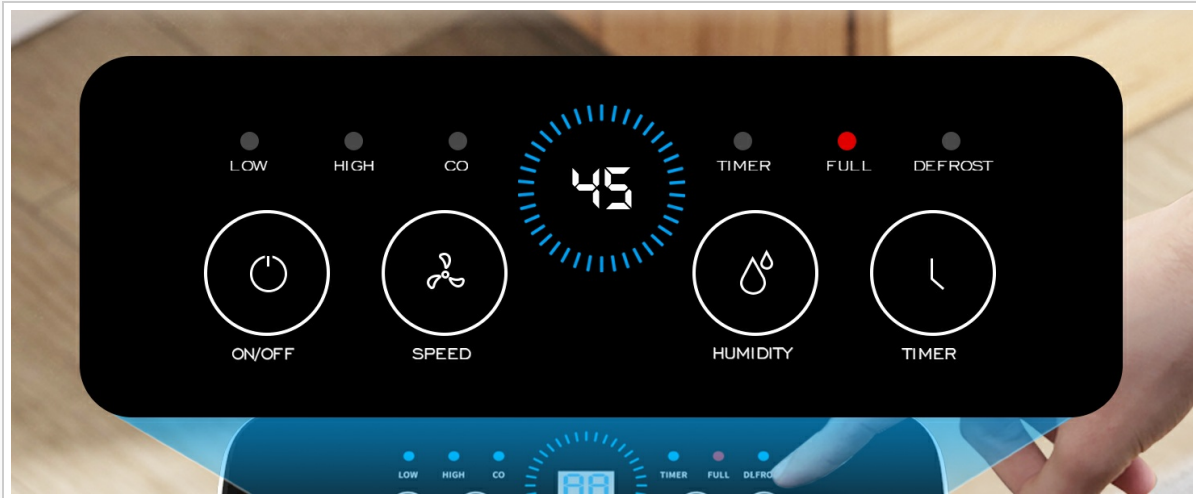 LOW HIGH CO TIMER FULL DEFROST
45
ON/OFF SPEED HUMIDITY TIMER
LOW HIGH CO TIMER FULL